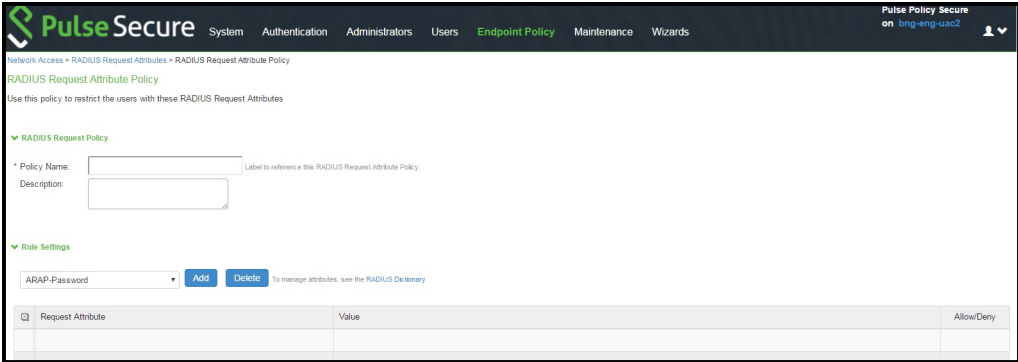 Pulse Policy Secure
on bng-eng-uac2
Pulse Secure System Authentication Administrators Users Endpoint Policy Maintenance Wizards
Network Access > RADIUS Request Attributes > RADIUS Request Attribute Policy
RADIUS Request Attribute Policy
Use this policy to restrict the users with these RADIUS Request Attributes
RADIUS Request Policy
* Policy Name: Label to reference this RADIUS Request Attribute Policy.
Description:
Rule Settings
ARAP-Password Add Delete To manage attributes, see the RADIUS Dictionary
Request Attribute Value Allow/Deny